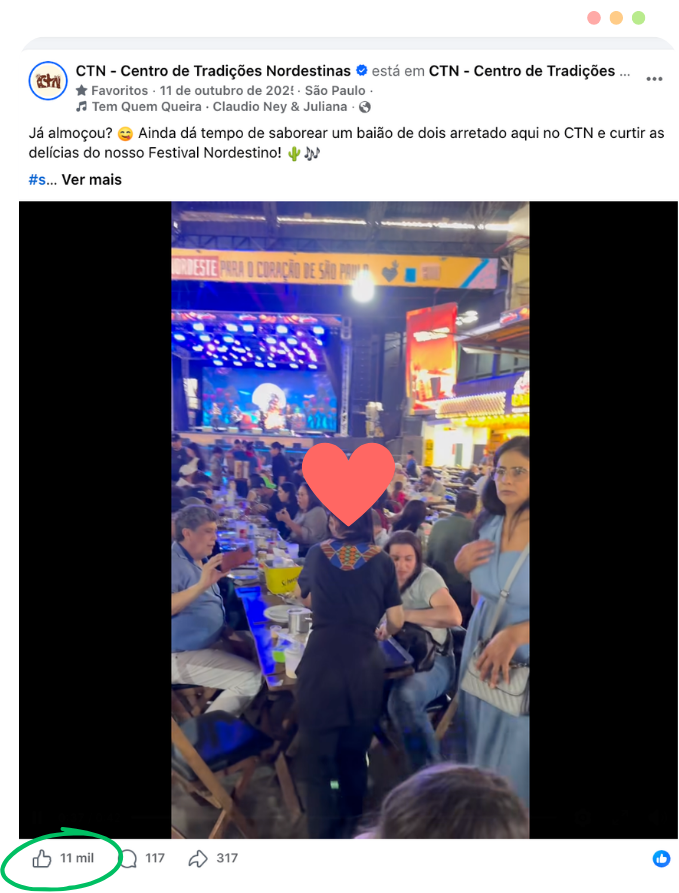 CTN - Centro de Tradições Nordestinas está em CTN - Centro de Tradições ...
Favoritos · 11 de outubro de 2025 · São Paulo ·
Tem Quem Queira · Claudio Ney & Juliana ·
Já almoçou? 😋 Ainda dá tempo de saborear um baião de dois arretado aqui no CTN e curtir as
delícias do nosso Festival Nordestino! 🌵🎶
#s... Ver mais
NORDESTE PARA O CORAÇÃO DE SÃO PAULO
11 mil 117 317